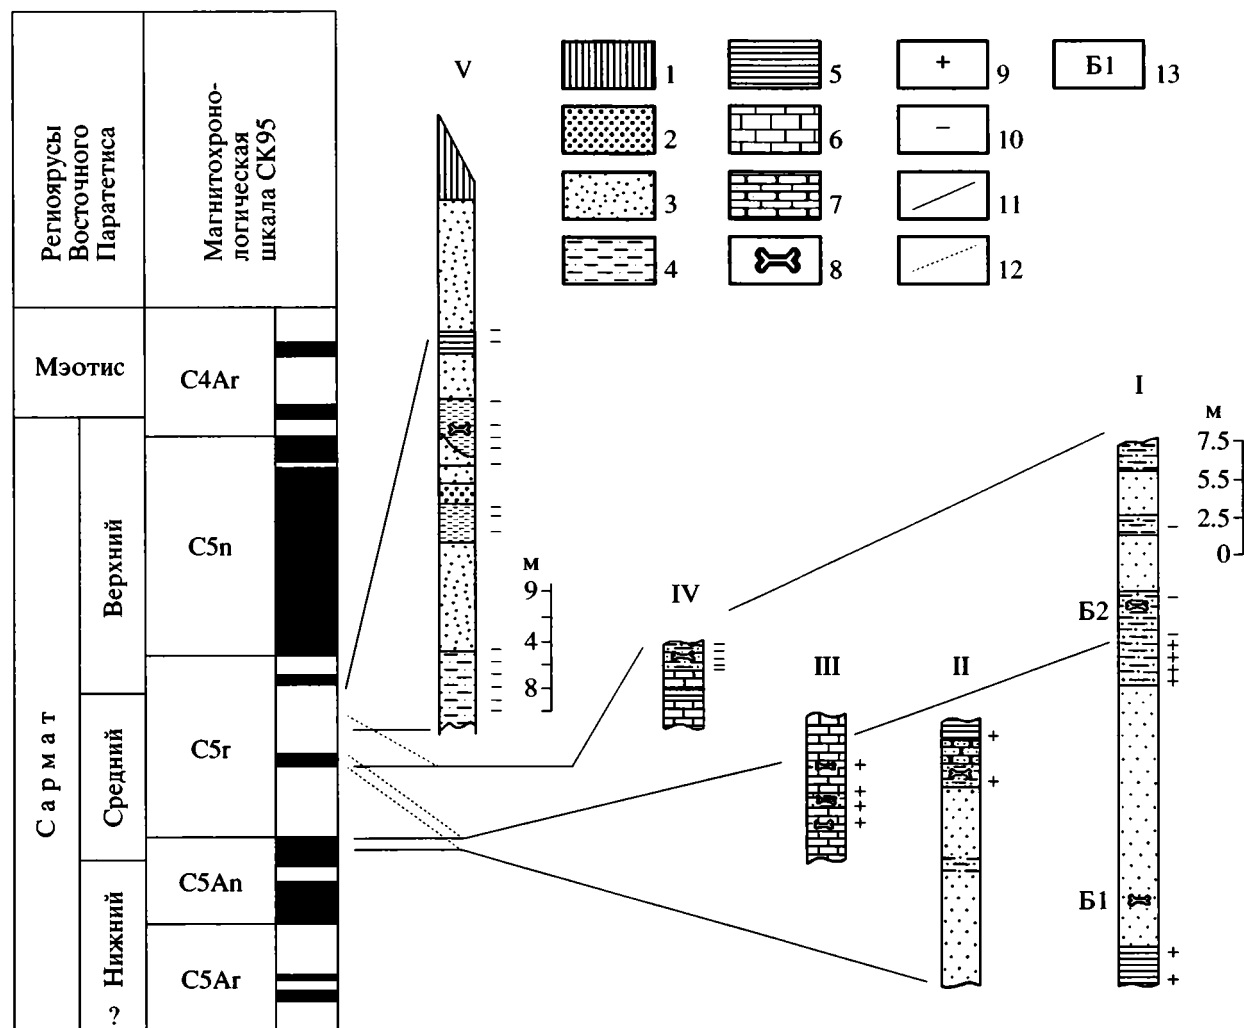 Региоярусы
Восточного
Паратетиса
Магнитохроно-
логическая
шкала СК95
Мэотис
Сармат
Верхний
Средний
Нижний
?
C4Ar
C5n
C5r
C5An
C5Ar
V
м
9
4
8
IV
III
II
I
м
7.5
5.5
2.5
0
Б2
Б1
1
2
3
4
5
6
7
8
+ 9
– 10
11
12
Б1 13